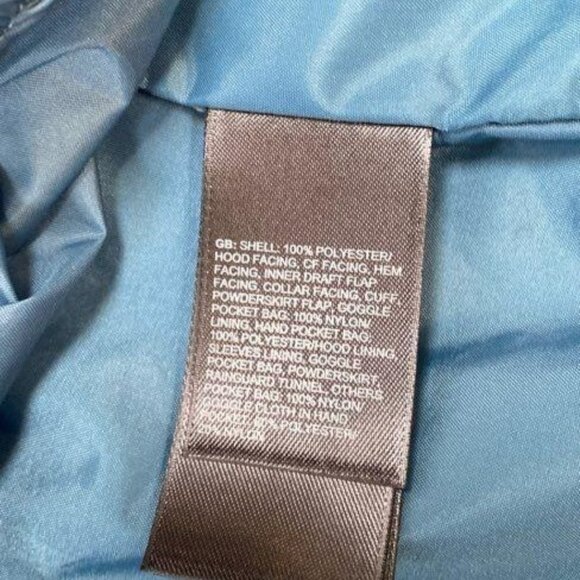 GB: SHELL: 100% POLYESTER/
HOOD FACING, CF FACING, HEM
FACING, INNER DRAFT FLAP
FACING, COLLAR FACING, CUFF,
POWDERSKIRT FLAP, GOGGLE
POCKET BAG: 100% NYLON/
LINING, HAND POCKET BAG:
100% POLYESTER/HOOD LINING,
SLEEVES LINING, GOGGLE
POCKET BAG, POWDERSKIRT,
RAINGUARD TUNNEL, OTHERS
POCKET BAG: 100% NYLON/
GOGGLE CLOTH IN HAND
POCKET: 80% POLYESTER/
20% NYLON